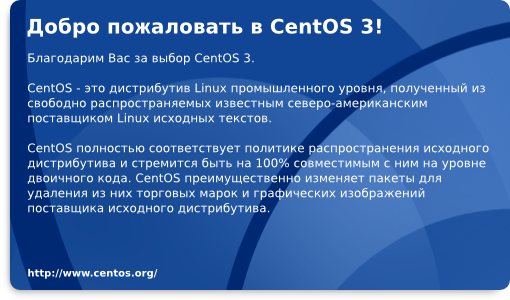 Добро пожаловать в CentOS 3!
Благодарим Вас за выбор CentOS 3.
CentOS - это дистрибутив Linux промышленного уровня, полученный из
свободно распространяемых известным северо-американским
поставщиком Linux исходных текстов.
CentOS полностью соответствует политике распространения исходного
дистрибутива и стремится быть на 100% совместимым с ним на уровне
двоичного кода. CentOS преимущественно изменяет пакеты для
удаления из них торговых марок и графических изображений
поставщика исходного дистрибутива.
http://www.centos.org/